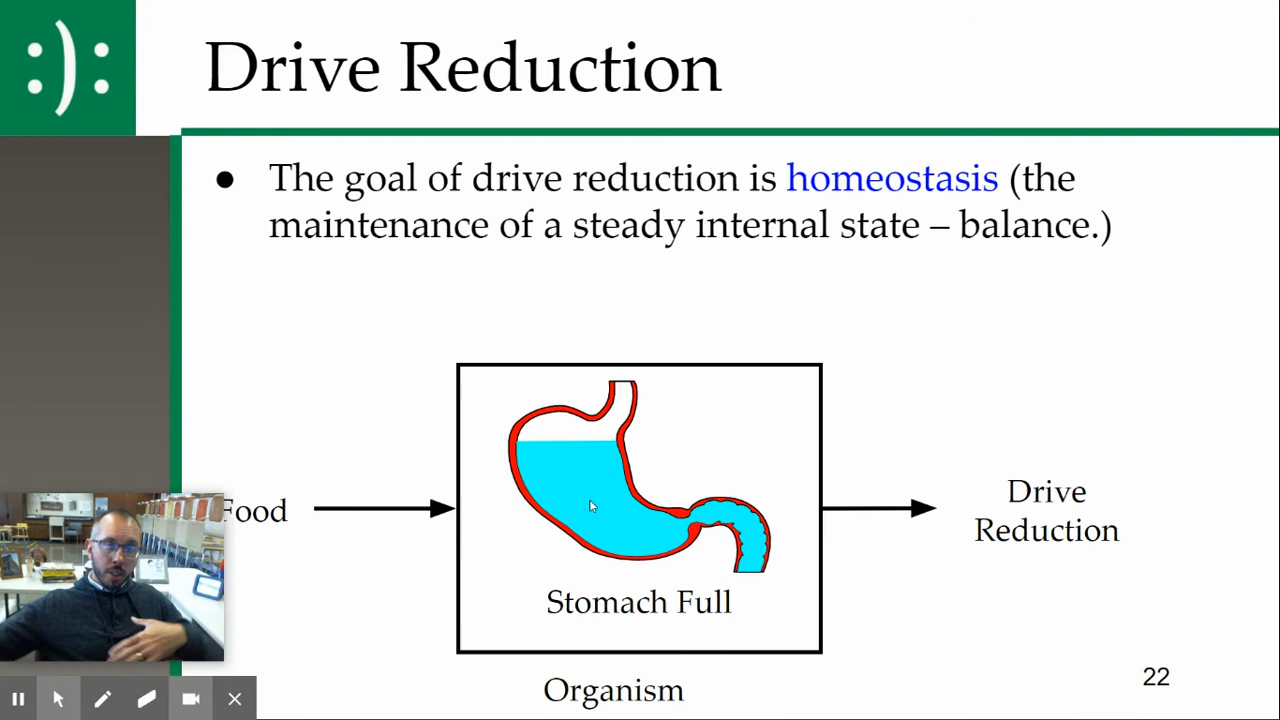 :):
Drive Reduction
● The goal of drive reduction is homeostasis (the
maintenance of a steady internal state – balance.)
Food
Drive
Reduction
Stomach Full
Organism
22